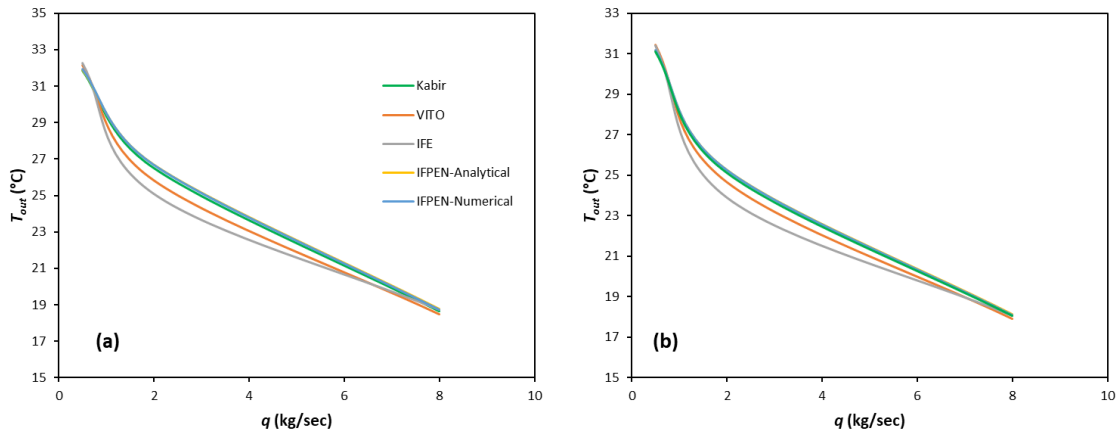 35
33
31
29
27
25
23
21
19
17
15
T_out (°C)
0 2 4 6 8 10
q (kg/sec)
Kabir
VITO
IFE
IFPEN-Analytical
IFPEN-Numerical
(a)
33
31
29
27
25
23
21
19
17
15
T_out (°C)
0 2 4 6 8 10
q (kg/sec)
(b)